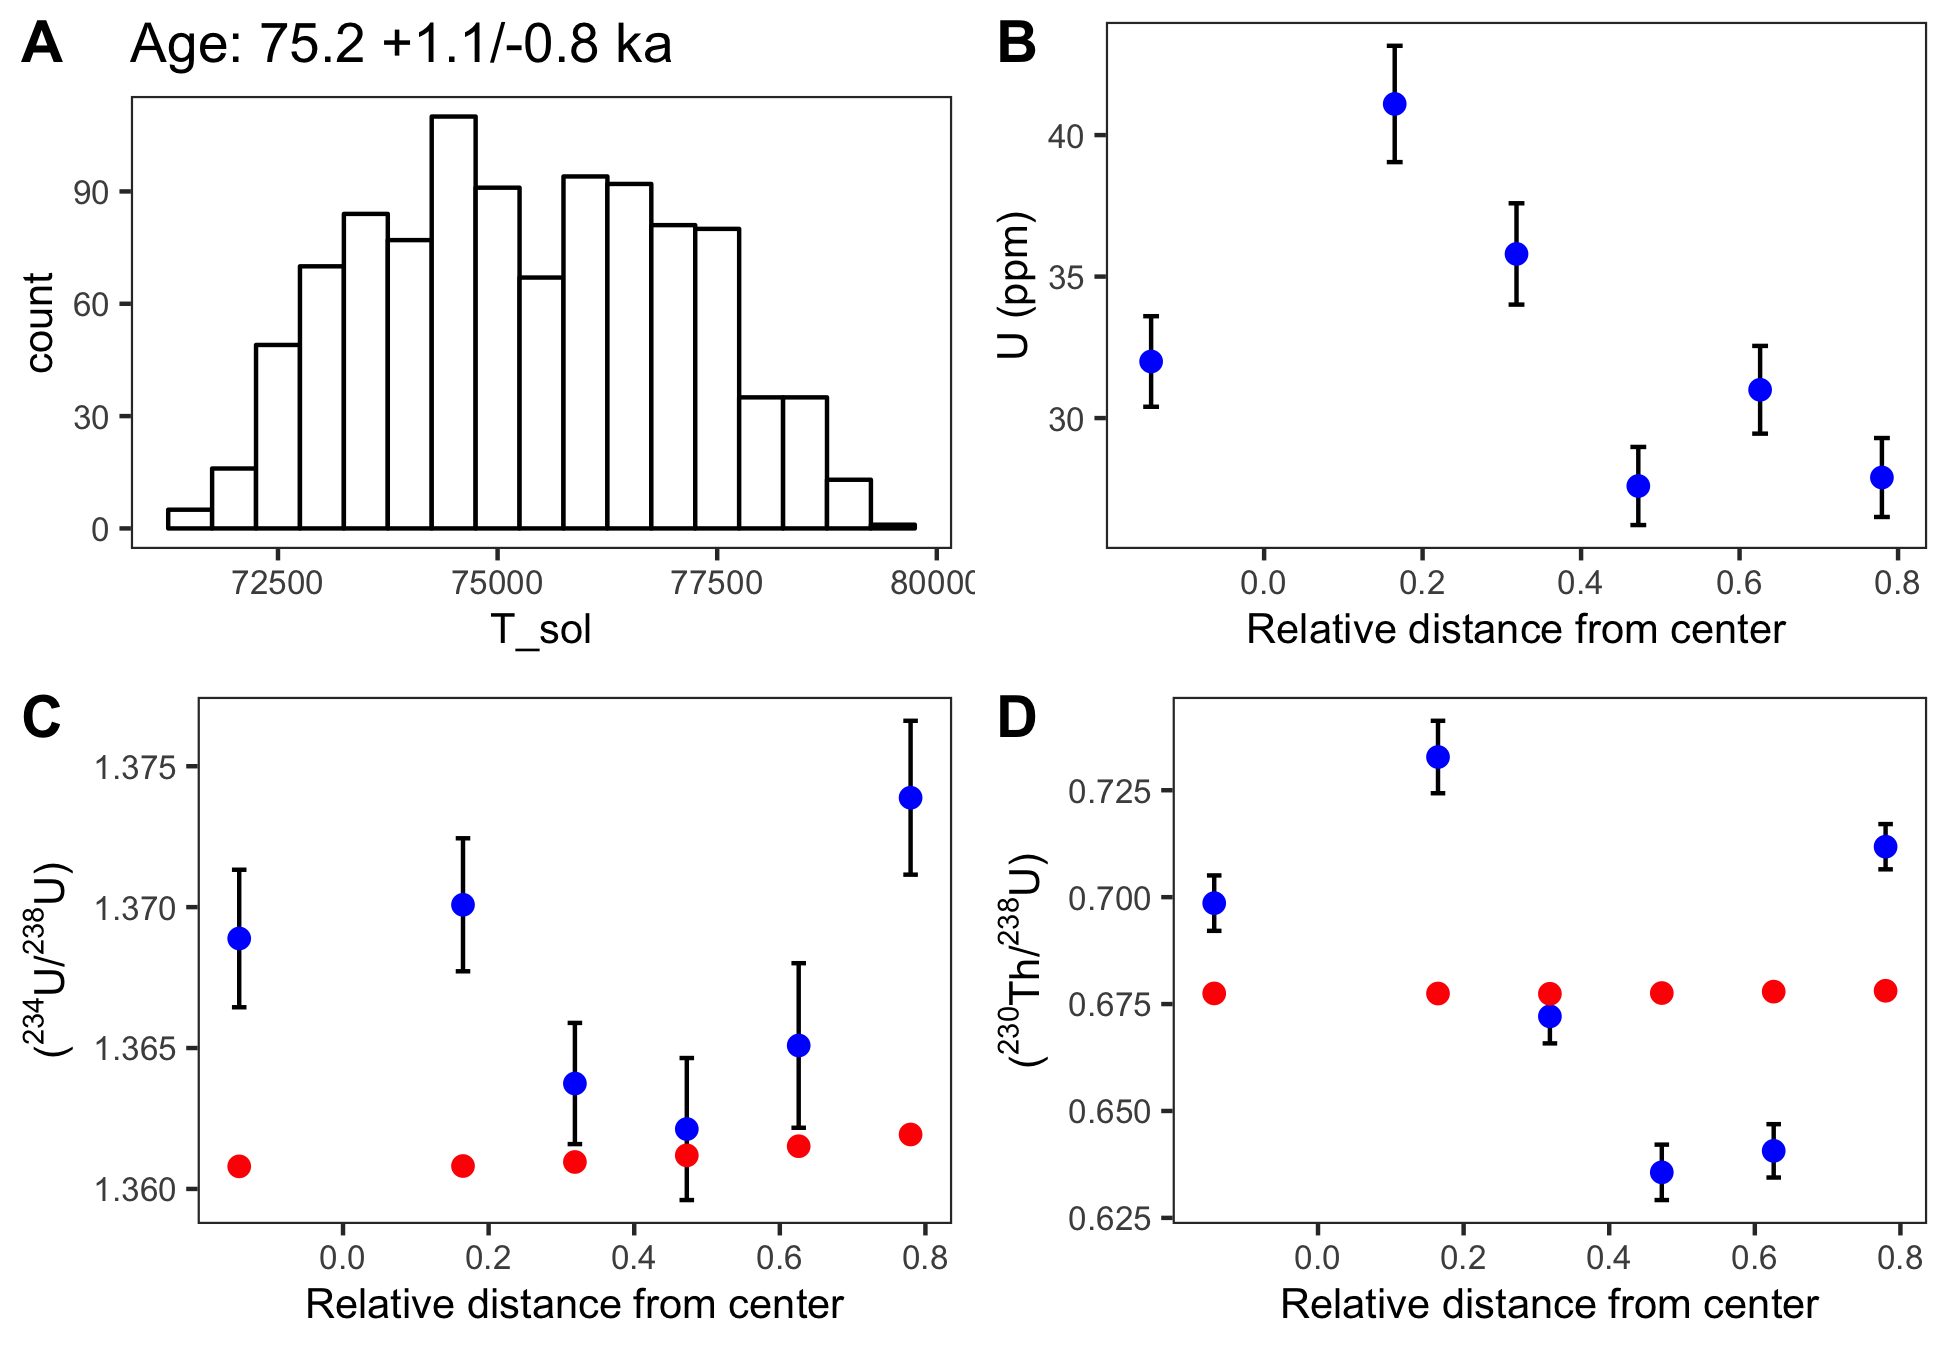 A
Age: 75.2 +1.1/-0.8 ka
count
90
60
30
0
72500 75000 77500 80000
T_sol
B
U (ppm)
40
35
30
0.0 0.2 0.4 0.6 0.8
Relative distance from center
C
(²³⁴U/²³⁸U)
1.375
1.370
1.365
1.360
0.0 0.2 0.4 0.6 0.8
Relative distance from center
D
(²³⁰Th/²³⁸U)
0.725
0.700
0.675
0.650
0.625
0.0 0.2 0.4 0.6 0.8
Relative distance from center